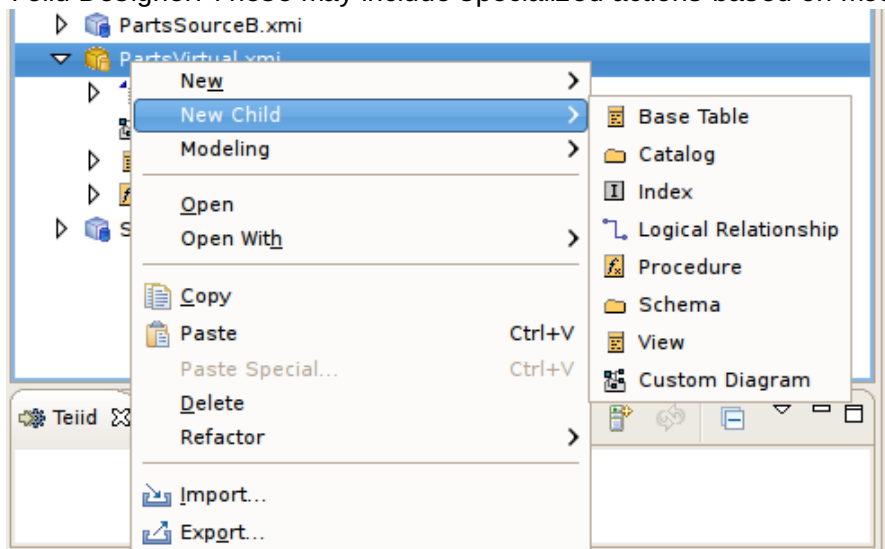 PartsSourceB.xmi
PartsVirtual.xmi
New
New Child
Modeling
Open
Open With
Copy
Paste Ctrl+V
Paste Special... Ctrl+V
Delete
Refactor
Import...
Export...
Base Table
Catalog
Index
Logical Relationship
Procedure
Schema
View
Custom Diagram
S
Teiid